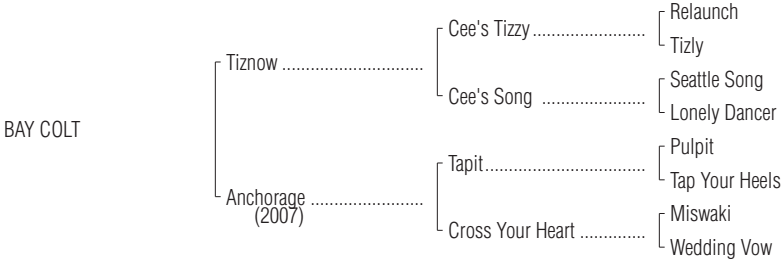 Relaunch
Cee's Tizzy ........................
Tizly
Tiznow ..............................
Seattle Song
Cee's Song ......................
Lonely Dancer
BAY COLT
Pulpit
Tapit..................................
Tap Your Heels
Anchorage ........................
(2007)
Miswaki
Cross Your Heart ..............
Wedding Vow